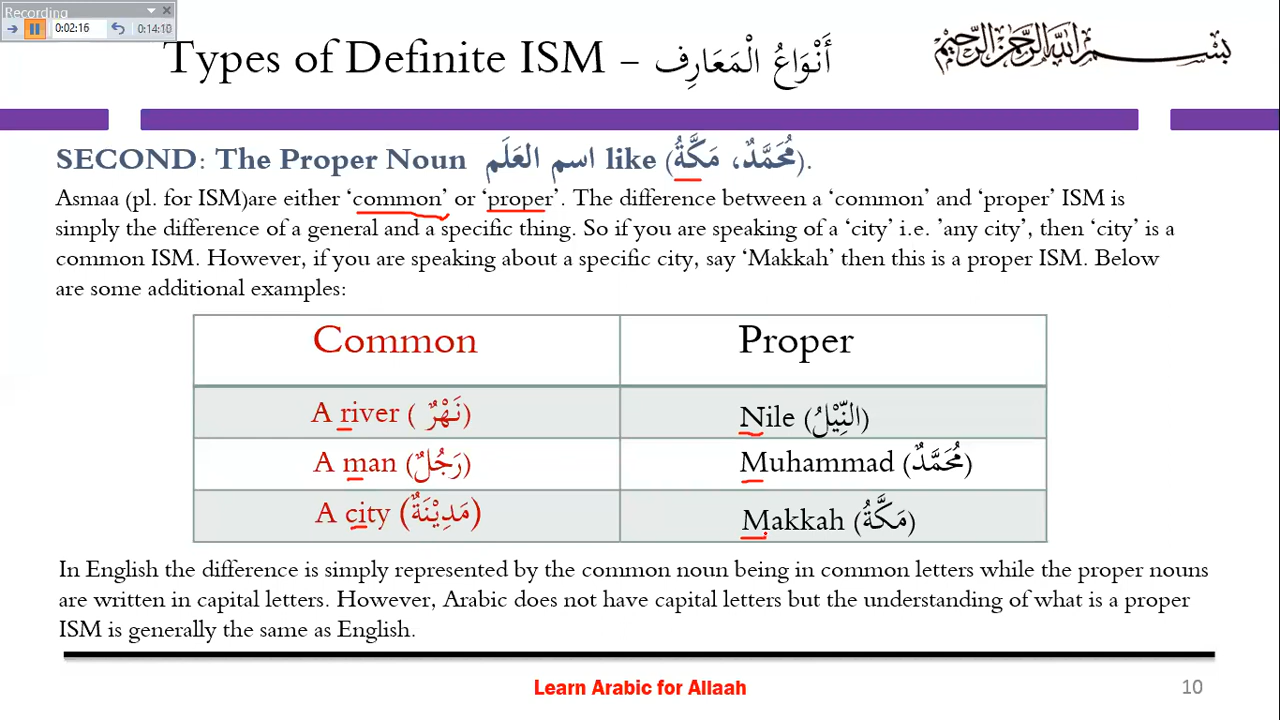 Recording
0:02:16 0:14:10
Types of Definite ISM – أَنْوَاعُ الْمَعَارِف
بِسْمِ اللَّهِ الرَّحْمَنِ الرَّحِيمِ
SECOND: The Proper Noun اسم العَلَم like (مُحَمَّدٌ، مَكَّةُ).
Asmaa (pl. for ISM)are either ‘common’ or ‘proper’. The difference between a ‘common’ and ‘proper’ ISM is
simply the difference of a general and a specific thing. So if you are speaking of a ‘city’ i.e. ’any city’, then ‘city’ is a
common ISM. However, if you are speaking about a specific city, say ‘Makkah’ then this is a proper ISM. Below
are some additional examples:
Common Proper
A river ( نَهْرٌ) Nile (النِّيْلُ)
A man (رَجُلٌ) Muhammad (مُحَمَّدٌ)
A city (مَدِيْنَةٌ) Makkah (مَكَّةُ)
In English the difference is simply represented by the common noun being in common letters while the proper nouns
are written in capital letters. However, Arabic does not have capital letters but the understanding of what is a proper
ISM is generally the same as English.
Learn Arabic for Allaah
10